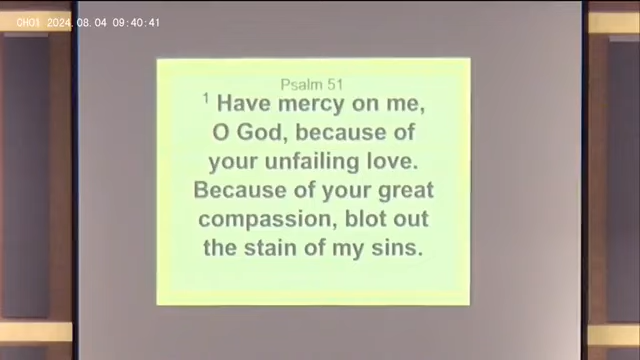 CH01 2024.08.04 09:40:41
Psalm 51
1 Have mercy on me,
O God, because of
your unfailing love.
Because of your great
compassion, blot out
the stain of my sins.